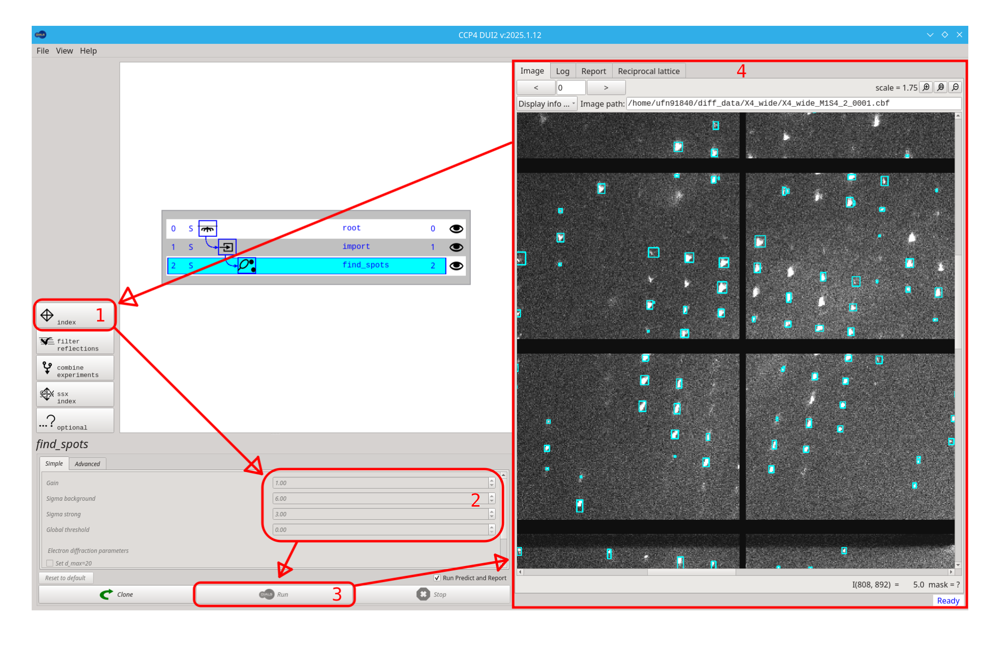 CCP4 DUI2 v:2025.1.12
File View Help
Image Log Report Reciprocal lattice 4
< 0 > scale = 1.75
Display info ... Image path: /home/ufn91840/diff_data/X4_wide/X4_wide_M1S4_2_0001.cbf
0 S root 0
1 S import 1
2 S find_spots 2
index 1
filter
reflections
combine
experiments
ssx
index
...? optional
find_spots
Simple Advanced
Gain 1.00
Sigma background 6.00 2
Sigma strong 3.00
Global threshold 0.00
Electron diffraction parameters
Set d_max=20
Reset to default Run Predict and Report
Clone DIALS Run 3 Stop
I(808, 892) = 5.0 mask = ?
Ready